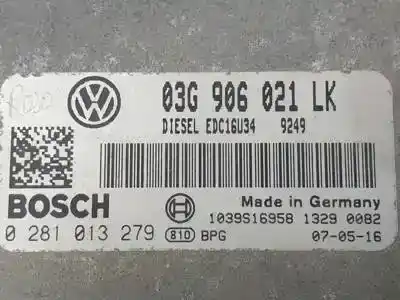 03G 906 021 LK
DIESEL EDC16U34 9249
BOSCH
Made in Germany
1039S16958 1329 0082
0 281 013 279 810 BPG 07-05-16